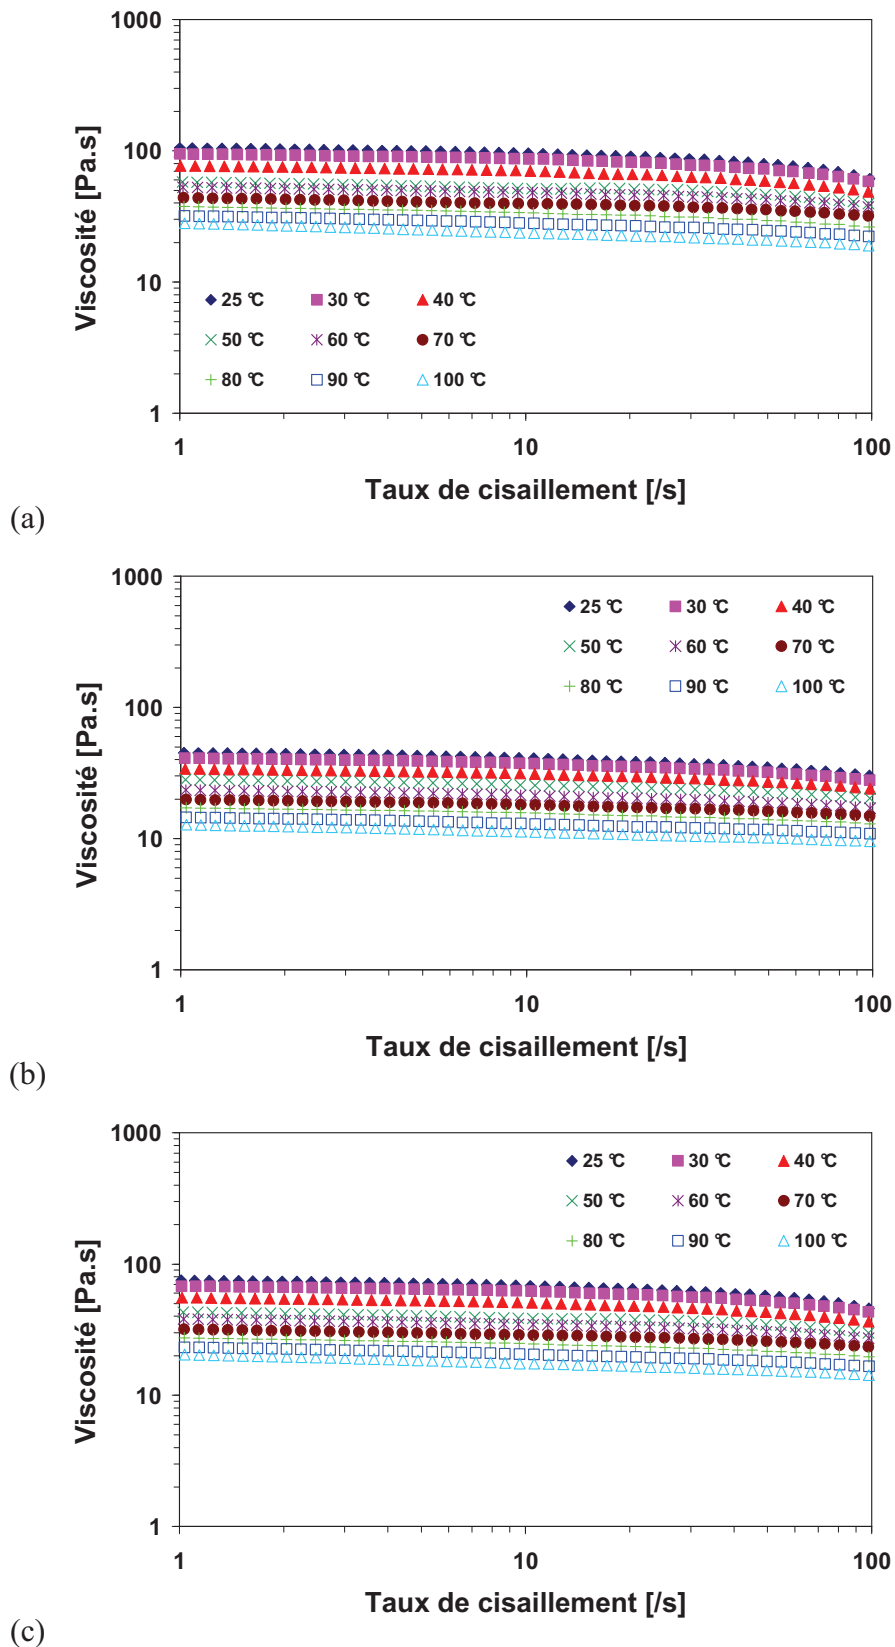 1000
100
10
1
Viscosité [Pa.s]
25 °C 30 °C 40 °C
50 °C 60 °C 70 °C
80 °C 90 °C 100 °C
1 10 100
Taux de cisaillement [/s]
(a)
1000
100
10
1
Viscosité [Pa.s]
25 °C 30 °C 40 °C
50 °C 60 °C 70 °C
80 °C 90 °C 100 °C
1 10 100
Taux de cisaillement [/s]
(b)
1000
100
10
1
Viscosité [Pa.s]
25 °C 30 °C 40 °C
50 °C 60 °C 70 °C
80 °C 90 °C 100 °C
1 10 100
Taux de cisaillement [/s]
(c)